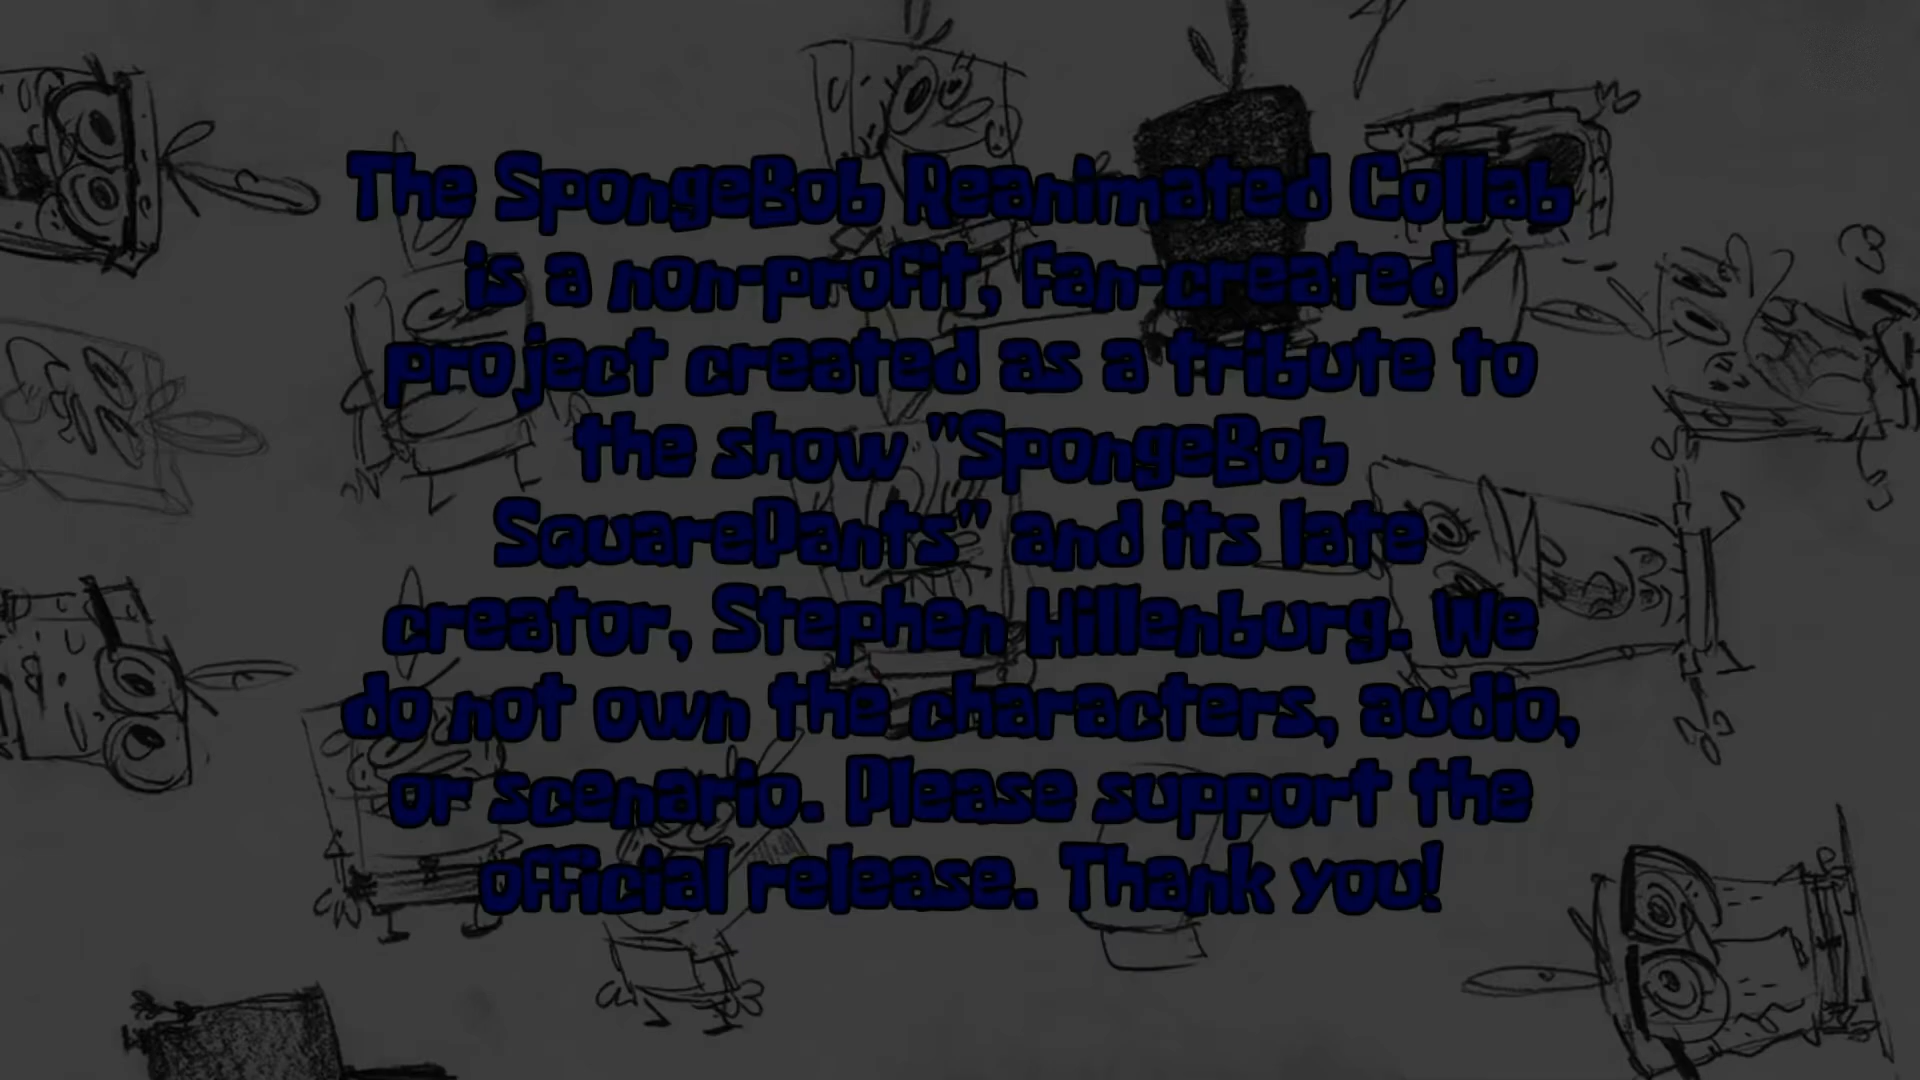 The SpongeBob Reanimated Collab
is a non-profit, fan-created
project created as a tribute to
the show "SpongeBob
SquarePants" and its late
creator, Stephen Hillenburg. We
do not own the characters, audio,
or scenario. Please support the
official release. Thank you!